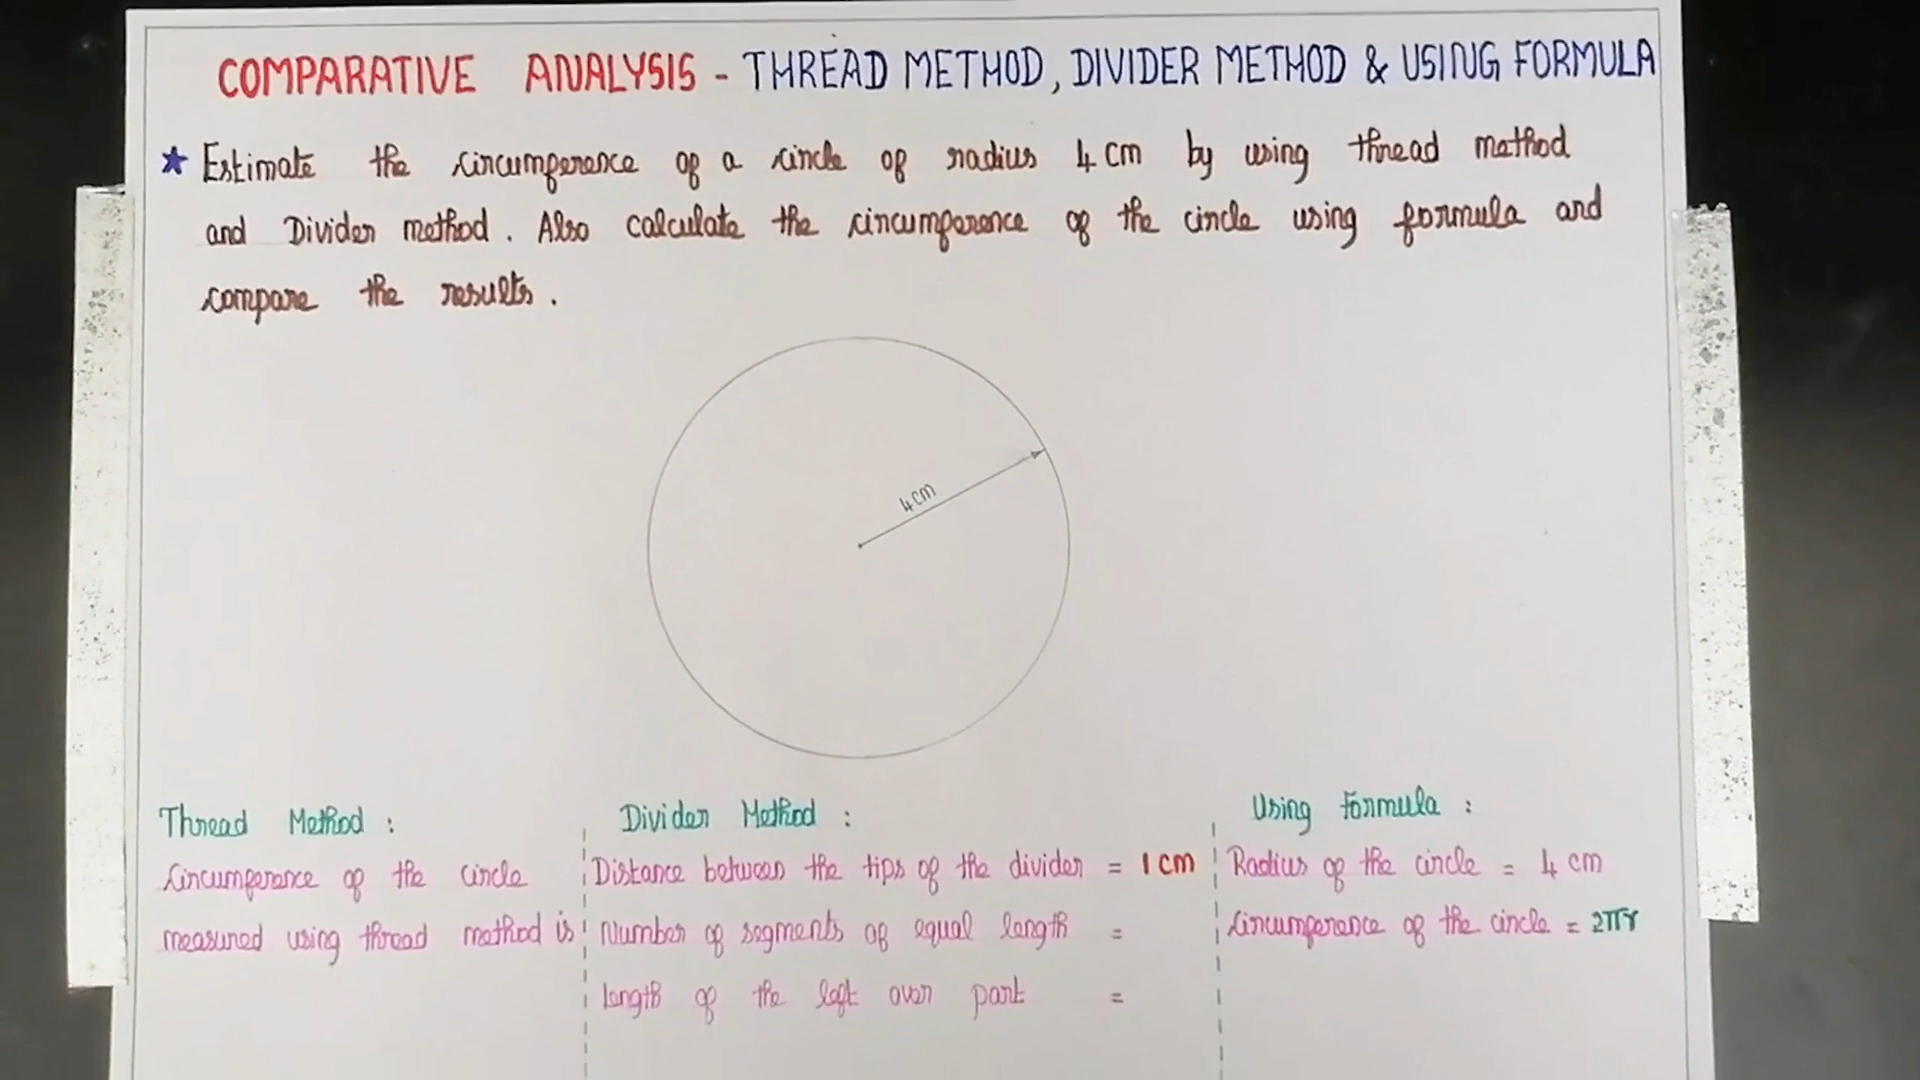 COMPARATIVE ANALYSIS - THREAD METHOD, DIVIDER METHOD & USING FORMULA
★ Estimate the circumference of a circle of radius 4 cm by using thread method
and Divider method. Also calculate the circumference of the circle using formula and
compare the results.
4 cm
Thread Method :
Circumference of the circle
measured using thread method is
Divider Method :
Distance between the tips of the divider = 1 cm
Number of segments of equal length =
length of the left over part =
Using Formula :
Radius of the circle = 4 cm
Circumference of the circle = 2πr